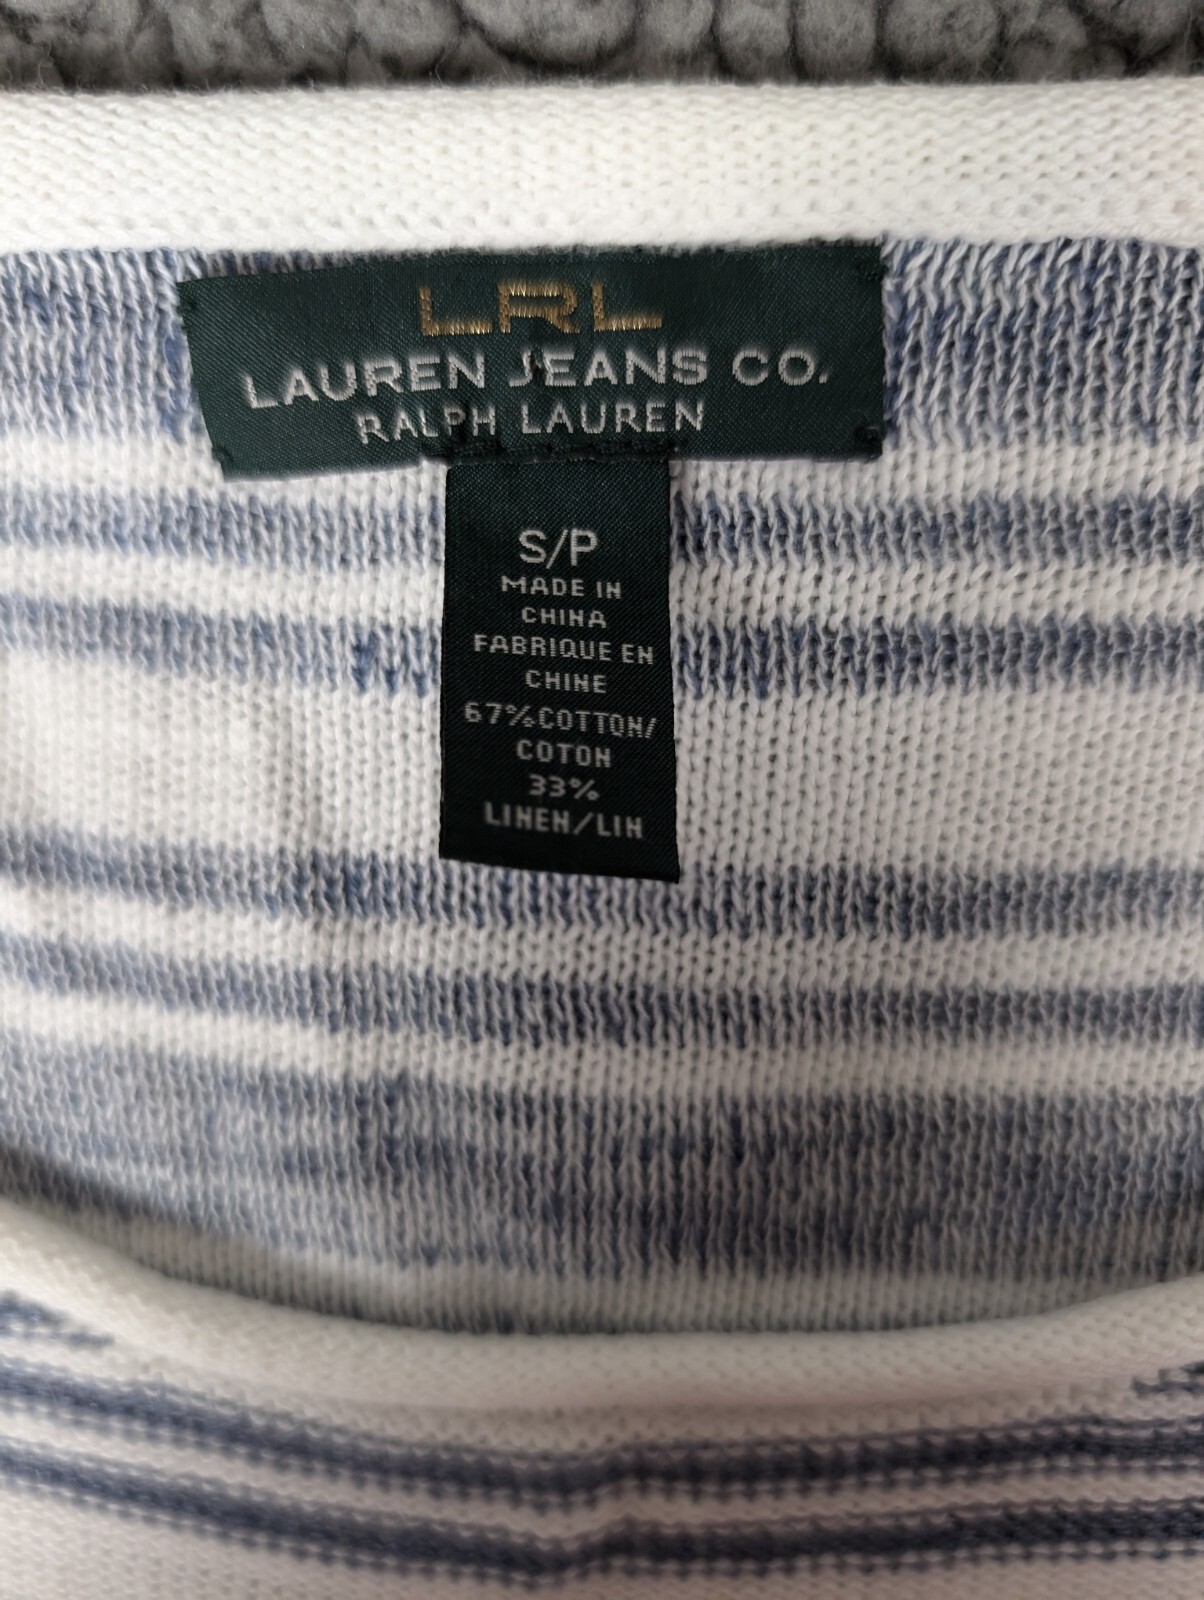 LRL
LAUREN JEANS CO.
RALPH LAUREN
S/P
MADE IN
CHINA
FABRIQUE EN
CHINE
67% COTTON/
COTON
33%
LINEN/LIN